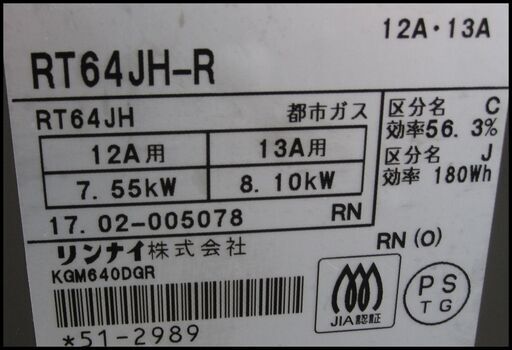 12A・13A
RT64JH-R
RT64JH 都市ガス
12A用 13A用
7.55kW 8.10kW
区分名 C
効率56.3%
区分名 J
効率 180Wh
17.02-005078 RN
リンナイ株式会社
RN(O)
KGM640DGR
JIA認証
PS
TG
*51-2989